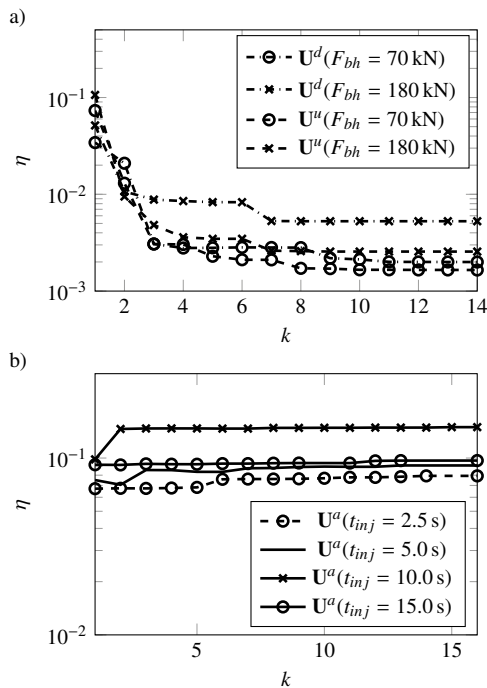 a)
10⁻¹
10⁻²
10⁻³
η
2 4 6 8 10 12 14
k
U^d(F_bh = 70 kN)
U^d(F_bh = 180 kN)
U^u(F_bh = 70 kN)
U^u(F_bh = 180 kN)
b)
10⁻¹
10⁻²
η
5 10 15
k
U^a(t_inj = 2.5 s)
U^a(t_inj = 5.0 s)
U^a(t_inj = 10.0 s)
U^a(t_inj = 15.0 s)